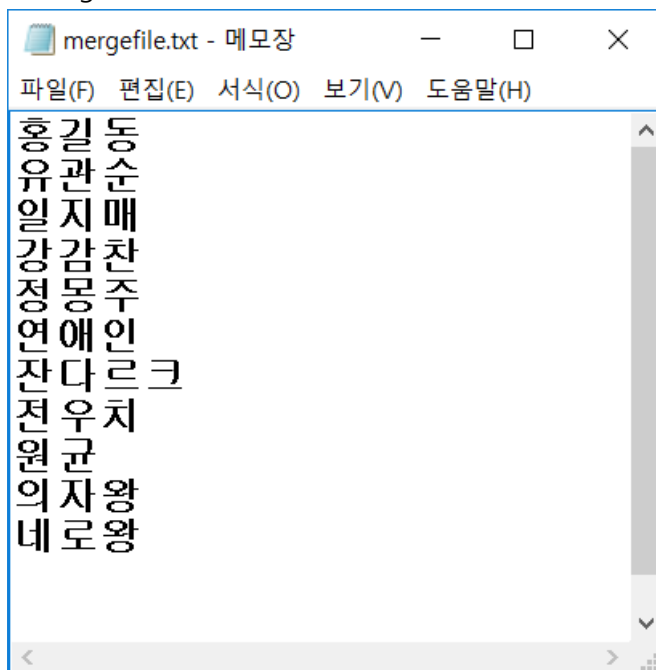 mergefile.txt - 메모장
파일(F) 편집(E) 서식(O) 보기(V) 도움말(H)
홍길동
유관순
일지매
강감찬
정몽주
연애인
잔다르크
전우치
원균
의자왕
네로왕